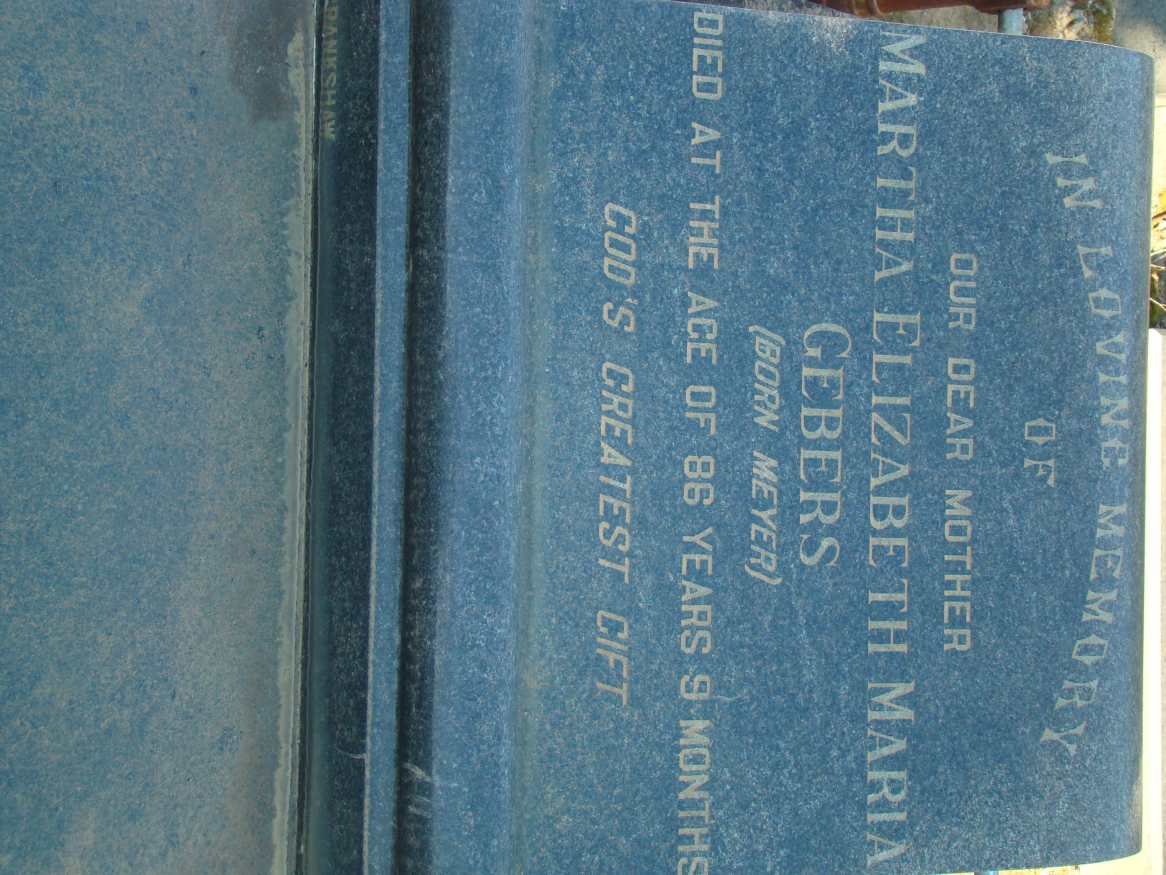 IN LOVING MEMORY
OF
OUR DEAR MOTHER
MARTHA ELIZABETH MARIA
GEBERS
(BORN MEYER)
DIED AT THE AGE OF 86 YEARS 9 MONTHS
GOD'S GREATEST GIFT